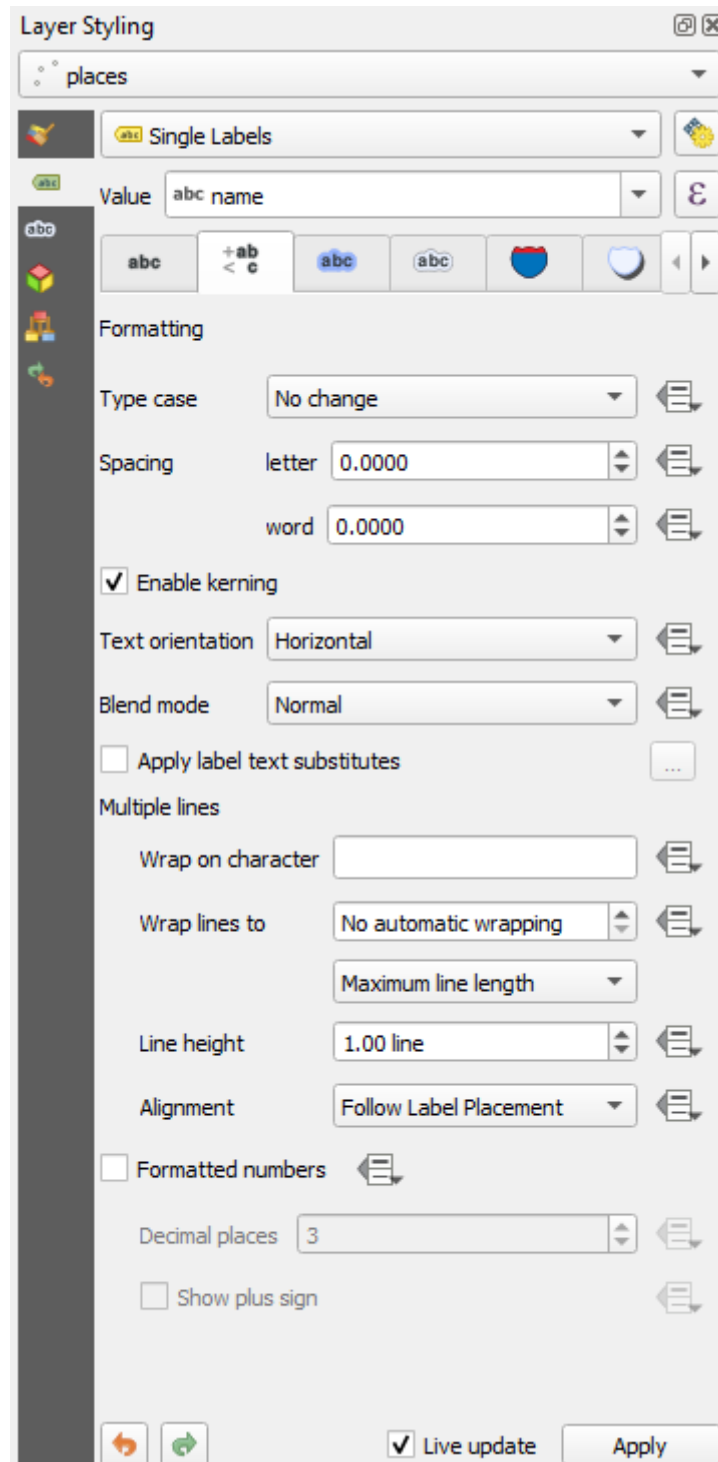 Layer Styling
places
abc Single Labels
abc
Value abc name ε
abc
abc +ab < c abc abc
Formatting
Type case No change
Spacing letter 0.0000
word 0.0000
Enable kerning
Text orientation Horizontal
Blend mode Normal
Apply label text substitutes ...
Multiple lines
Wrap on character
Wrap lines to No automatic wrapping
Maximum line length
Line height 1.00 line
Alignment Follow Label Placement
Formatted numbers
Decimal places 3
Show plus sign
Live update Apply